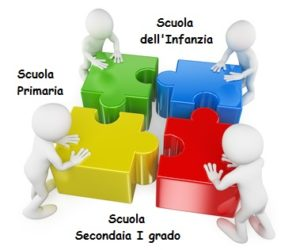 Scuola
dell'Infanzia
Scuola
Primaria
Scuola
Secondaia I grado